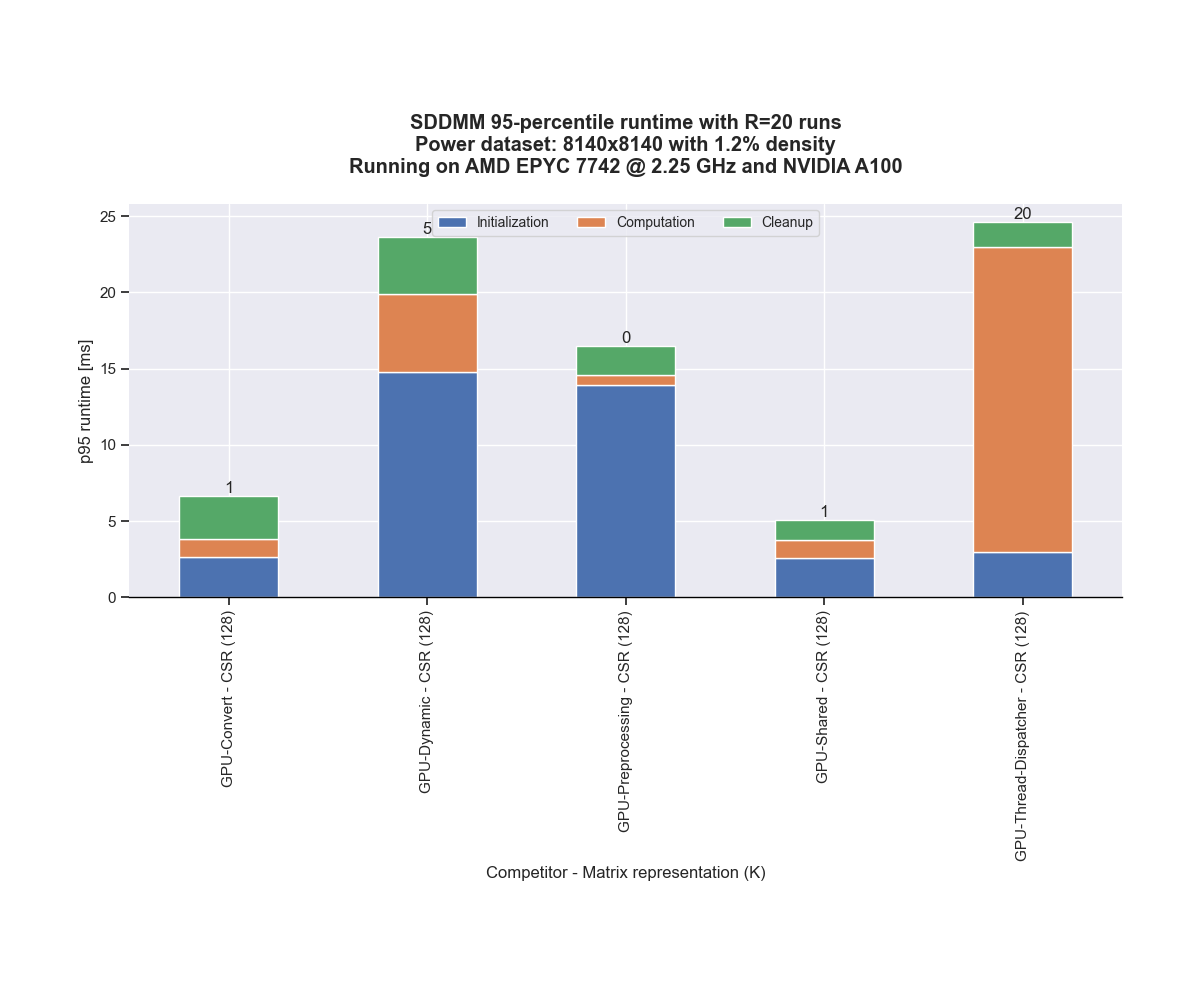 SDDMM 95-percentile runtime with R=20 runs
Power dataset: 8140x8140 with 1.2% density
Running on AMD EPYC 7742 @ 2.25 GHz and NVIDIA A100
Initialization Computation Cleanup
p95 runtime [ms]
25
20
15
10
5
0
1
5
0
1
20
GPU-Convert - CSR (128)
GPU-Dynamic - CSR (128)
GPU-Preprocessing - CSR (128)
GPU-Shared - CSR (128)
GPU-Thread-Dispatcher - CSR (128)
Competitor - Matrix representation (K)